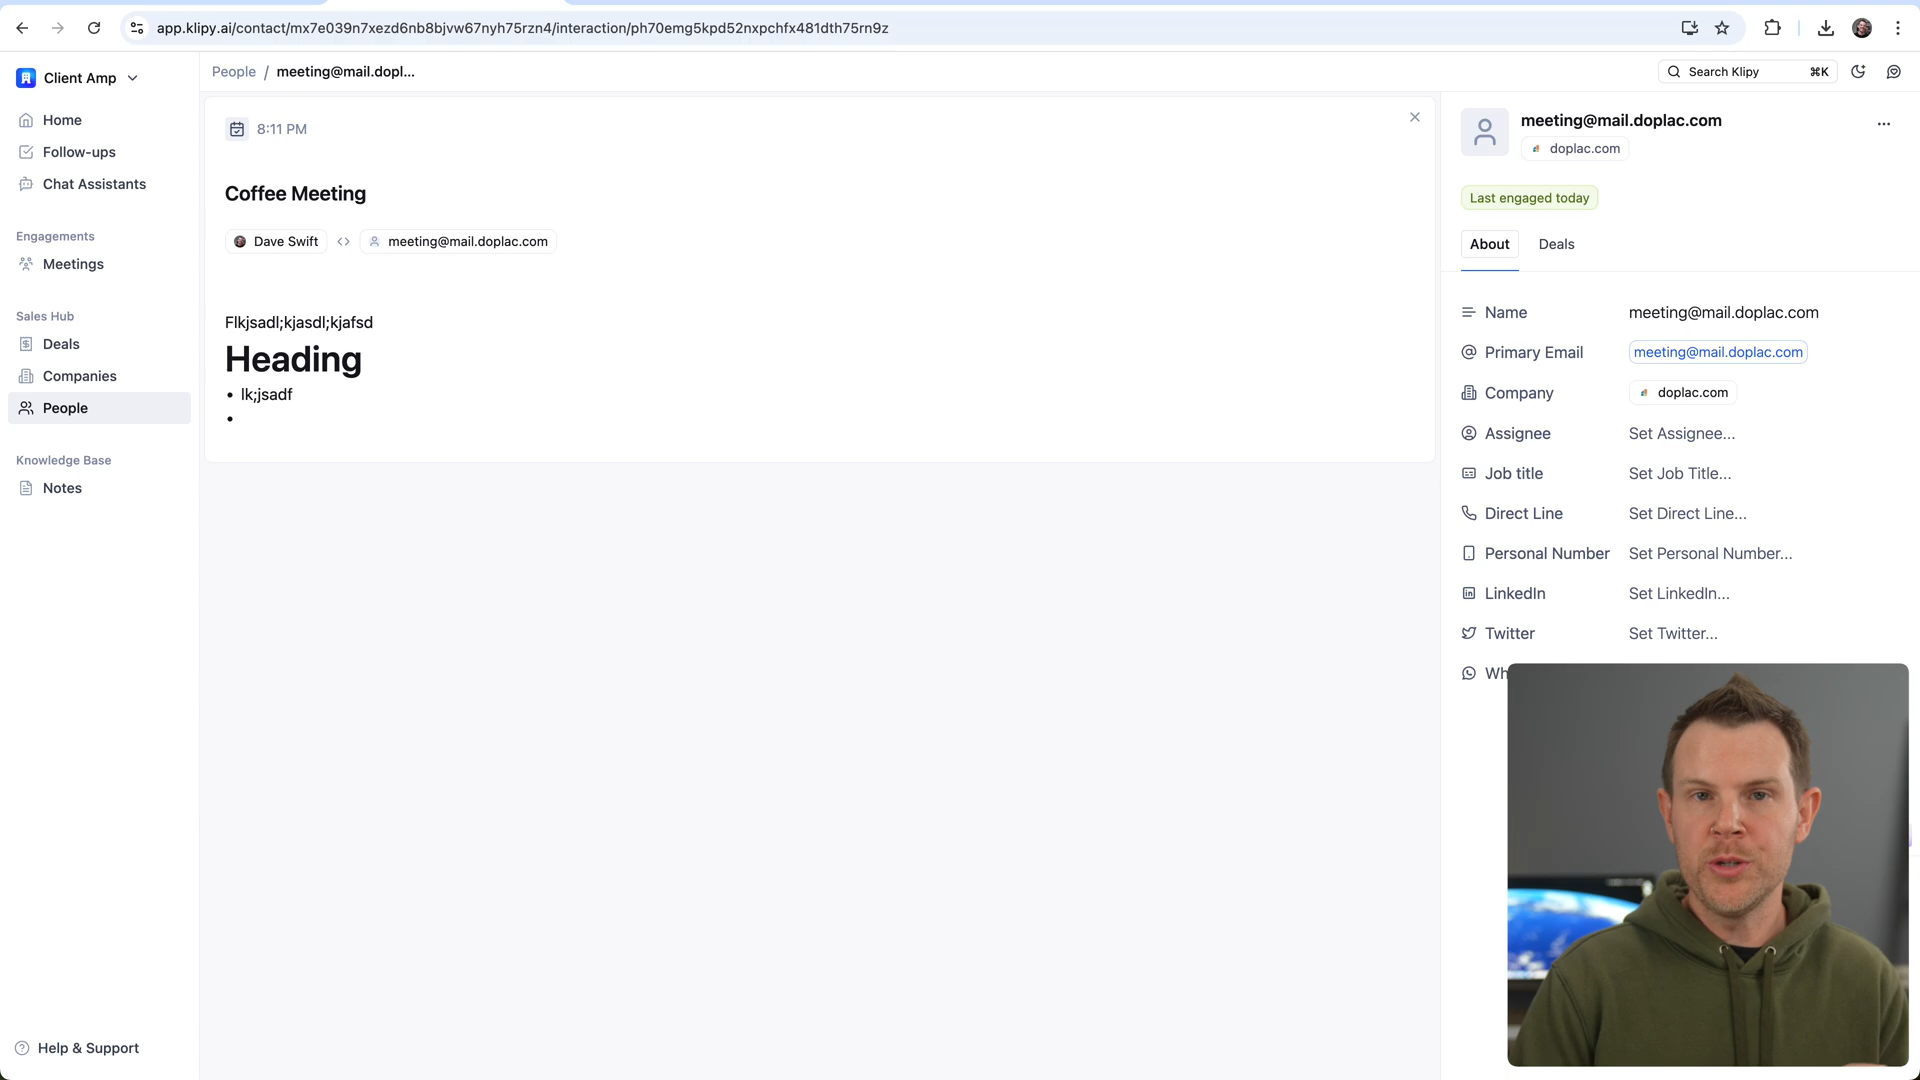 app.klipy.ai/contact/mx7e039n7xezd6nb8bjvw67nyh75rzn4/interaction/ph70emg5kpd52nxpchfx481dth75rn9z
Client Amp
People / meeting@mail.dopl...
Search Klipy ⌘K
Home
Follow-ups
Chat Assistants
Engagements
Meetings
Sales Hub
Deals
Companies
People
Knowledge Base
Notes
Help & Support
8:11 PM
Coffee Meeting
Dave Swift <> meeting@mail.doplac.com
Flkjsadl;kjasdl;kjafsd
Heading
• lk;jsadf
•
meeting@mail.doplac.com
doplac.com
Last engaged today
About Deals
Name meeting@mail.doplac.com
Primary Email meeting@mail.doplac.com
Company doplac.com
Assignee Set Assignee...
Job title Set Job Title...
Direct Line Set Direct Line...
Personal Number Set Personal Number...
LinkedIn Set LinkedIn...
Twitter Set Twitter...
Wh